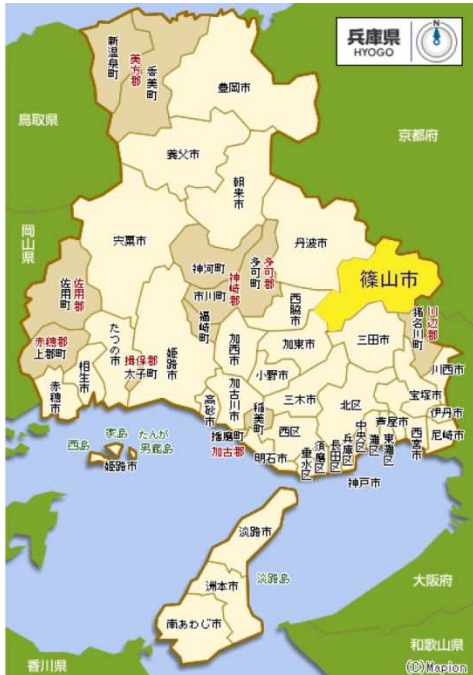 兵庫県
HYOGO
新温泉町
美方郡
香美町
豊岡市
鳥取県
京都府
養父市
朝来市
岡山県
宍粟市
丹波市
神河町
神崎郡
多可町
多可郡
篠山市
佐用町
佐用郡
市川町
福崎町
西脇市
猪名川町
川辺郡
赤穂郡
上郡町
たつの市
揖保郡
太子町
姫路市
加西市
加東市
三田市
川西市
相生市
赤穂市
小野市
加古川市
高砂市
三木市
北区
宝塚市
伊丹市
稲美町
播磨町
加古郡
西区
明石市
垂水区
須磨区
長田区
兵庫区
中央区
灘区
東灘区
芦屋市
西宮市
尼崎市
神戸市
西島
家島
たんが
男鹿島
姫路市
淡路市
淡路島
洲本市
南あわじ市
大阪府
和歌山県
香川県
(C)Mapion